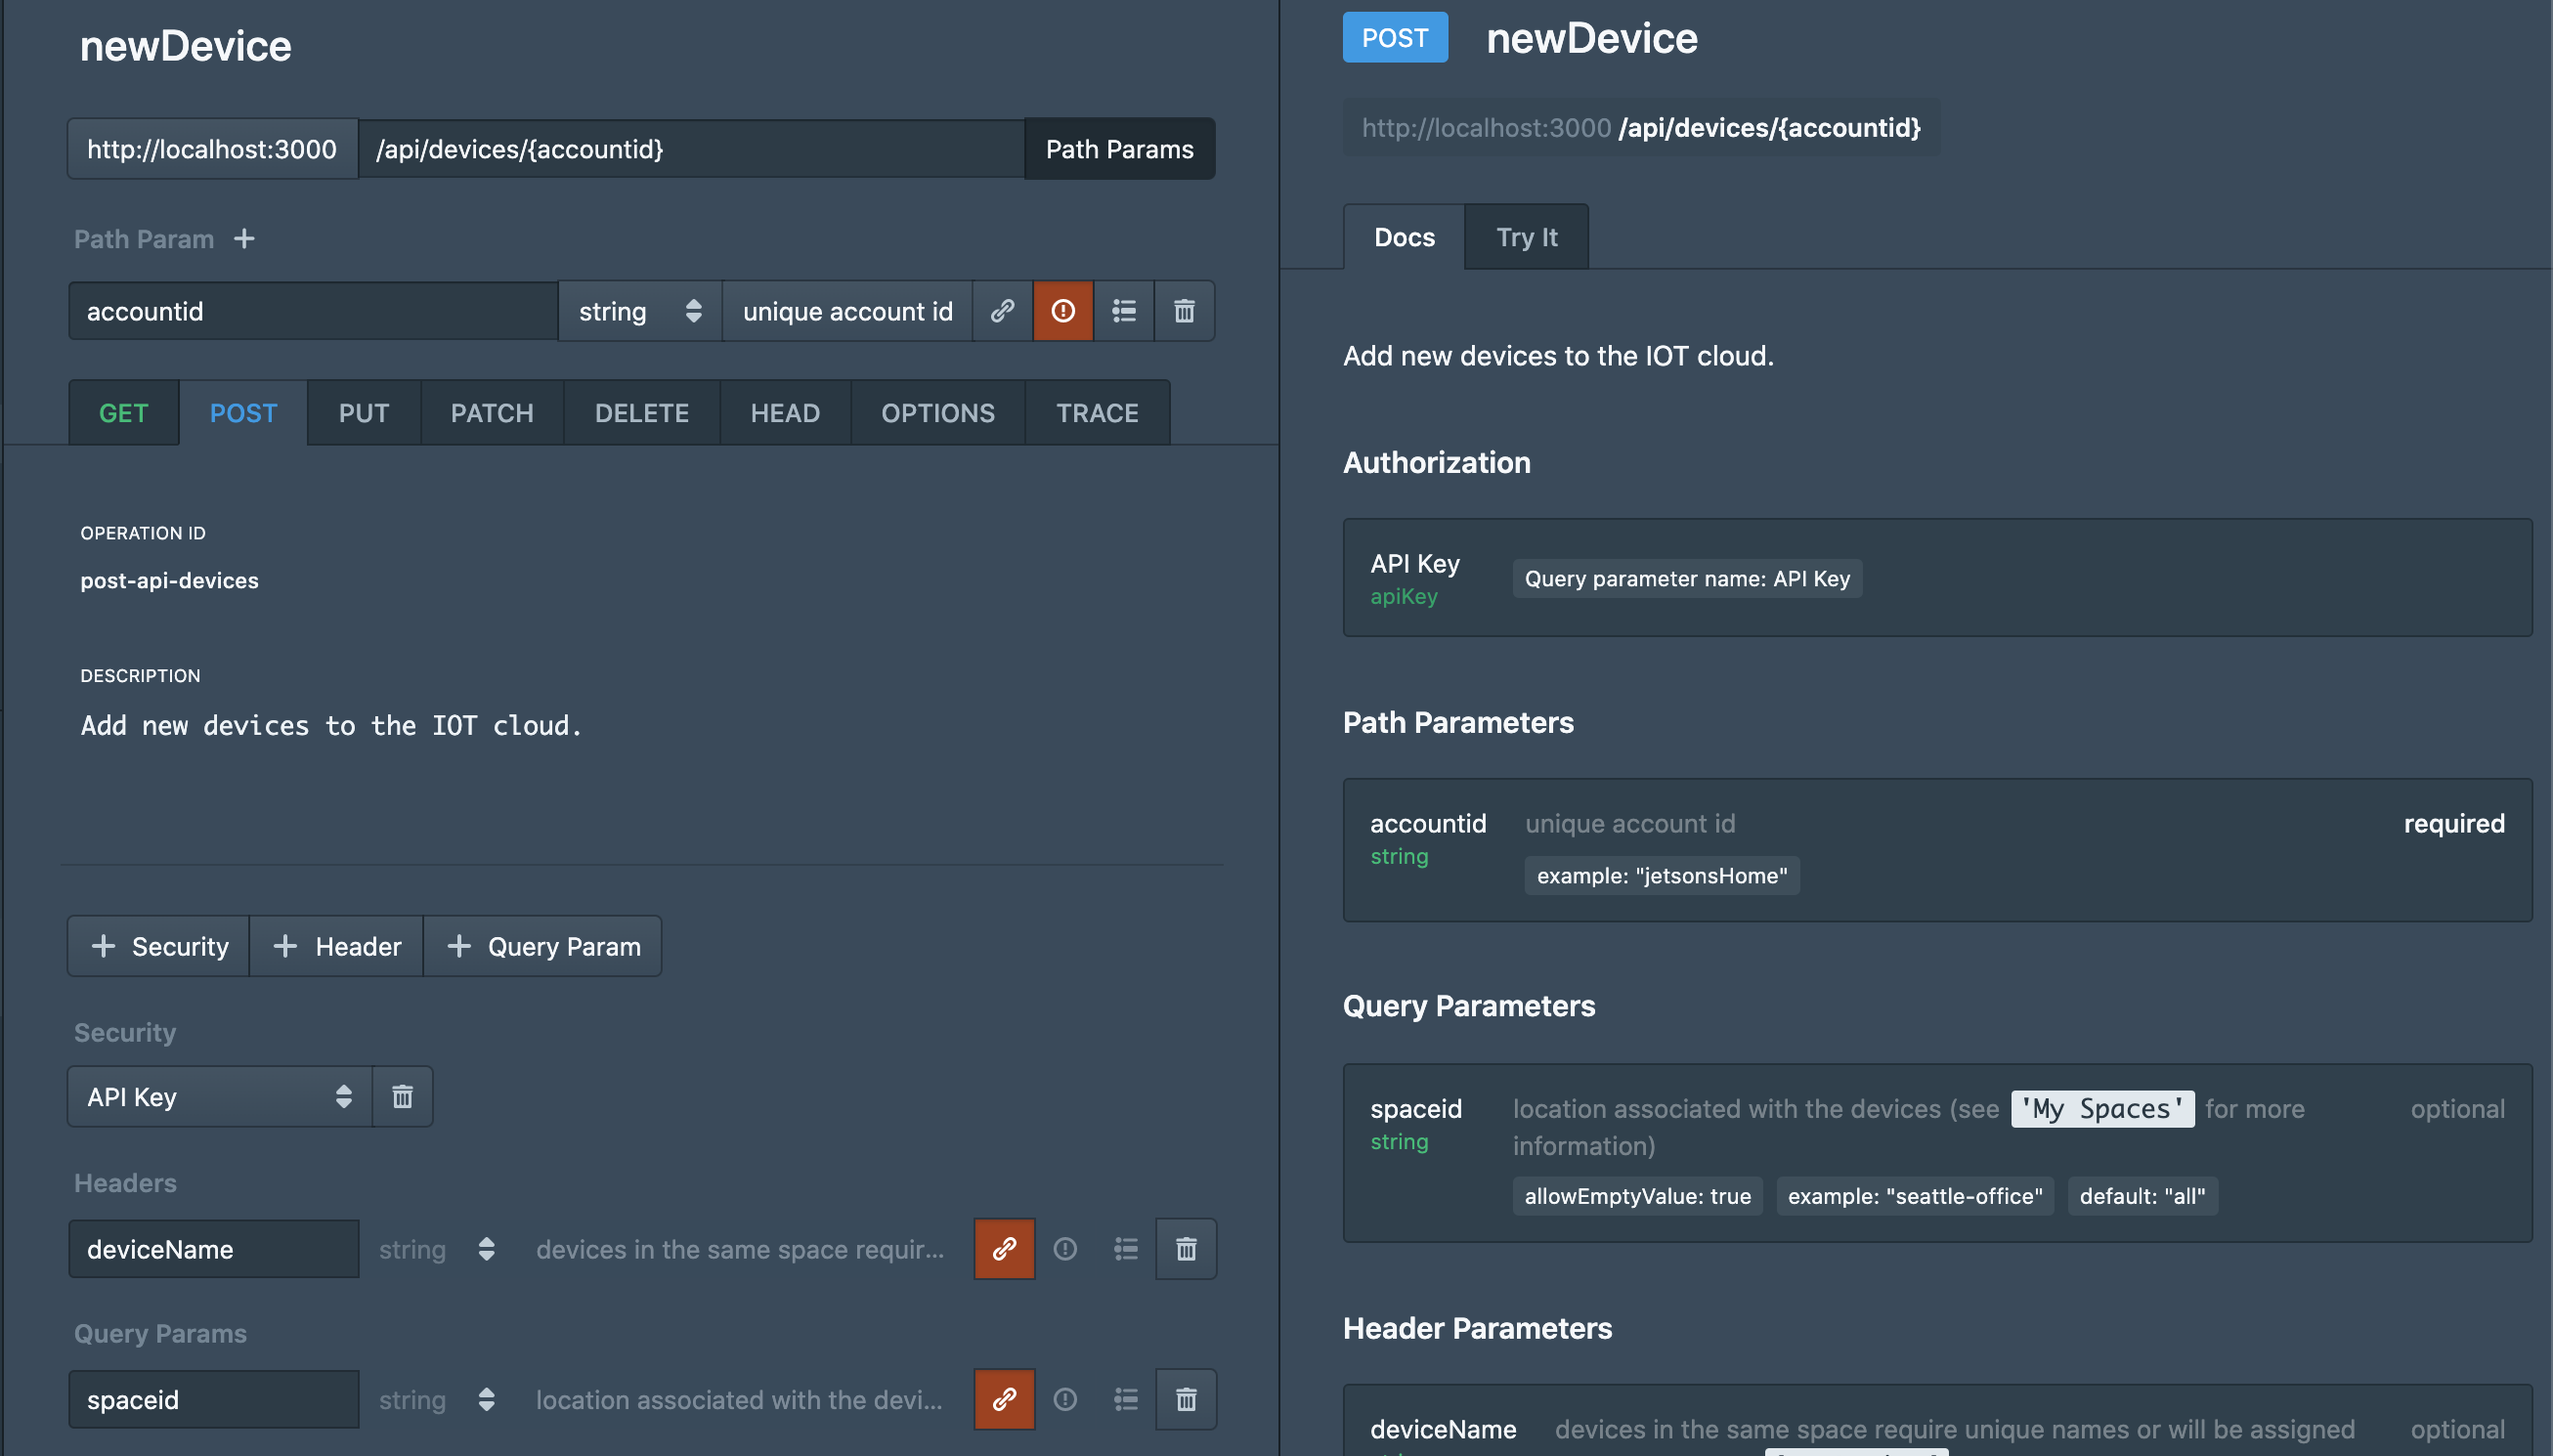 newDevice
http://localhost:3000
/api/devices/{accountid}
Path Params
Path Param
accountid
string
unique account id
GET
POST
PUT
PATCH
DELETE
HEAD
OPTIONS
TRACE
OPERATION ID
post-api-devices
DESCRIPTION
Add new devices to the IOT cloud.
Security
Header
Query Param
Security
API Key
Headers
deviceName
string
devices in the same space requir...
Query Params
spaceid
string
location associated with the devi...
POST
newDevice
http://localhost:3000 /api/devices/{accountid}
Docs
Try It
Add new devices to the IOT cloud.
Authorization
API Key
apiKey
Query parameter name: API Key
Path Parameters
accountid
string
unique account id
required
example: "jetsonsHome"
Query Parameters
spaceid
string
location associated with the devices (see 'My Spaces' for more
information)
optional
allowEmptyValue: true
example: "seattle-office"
default: "all"
Header Parameters
deviceName
devices in the same space require unique names or will be assigned
optional